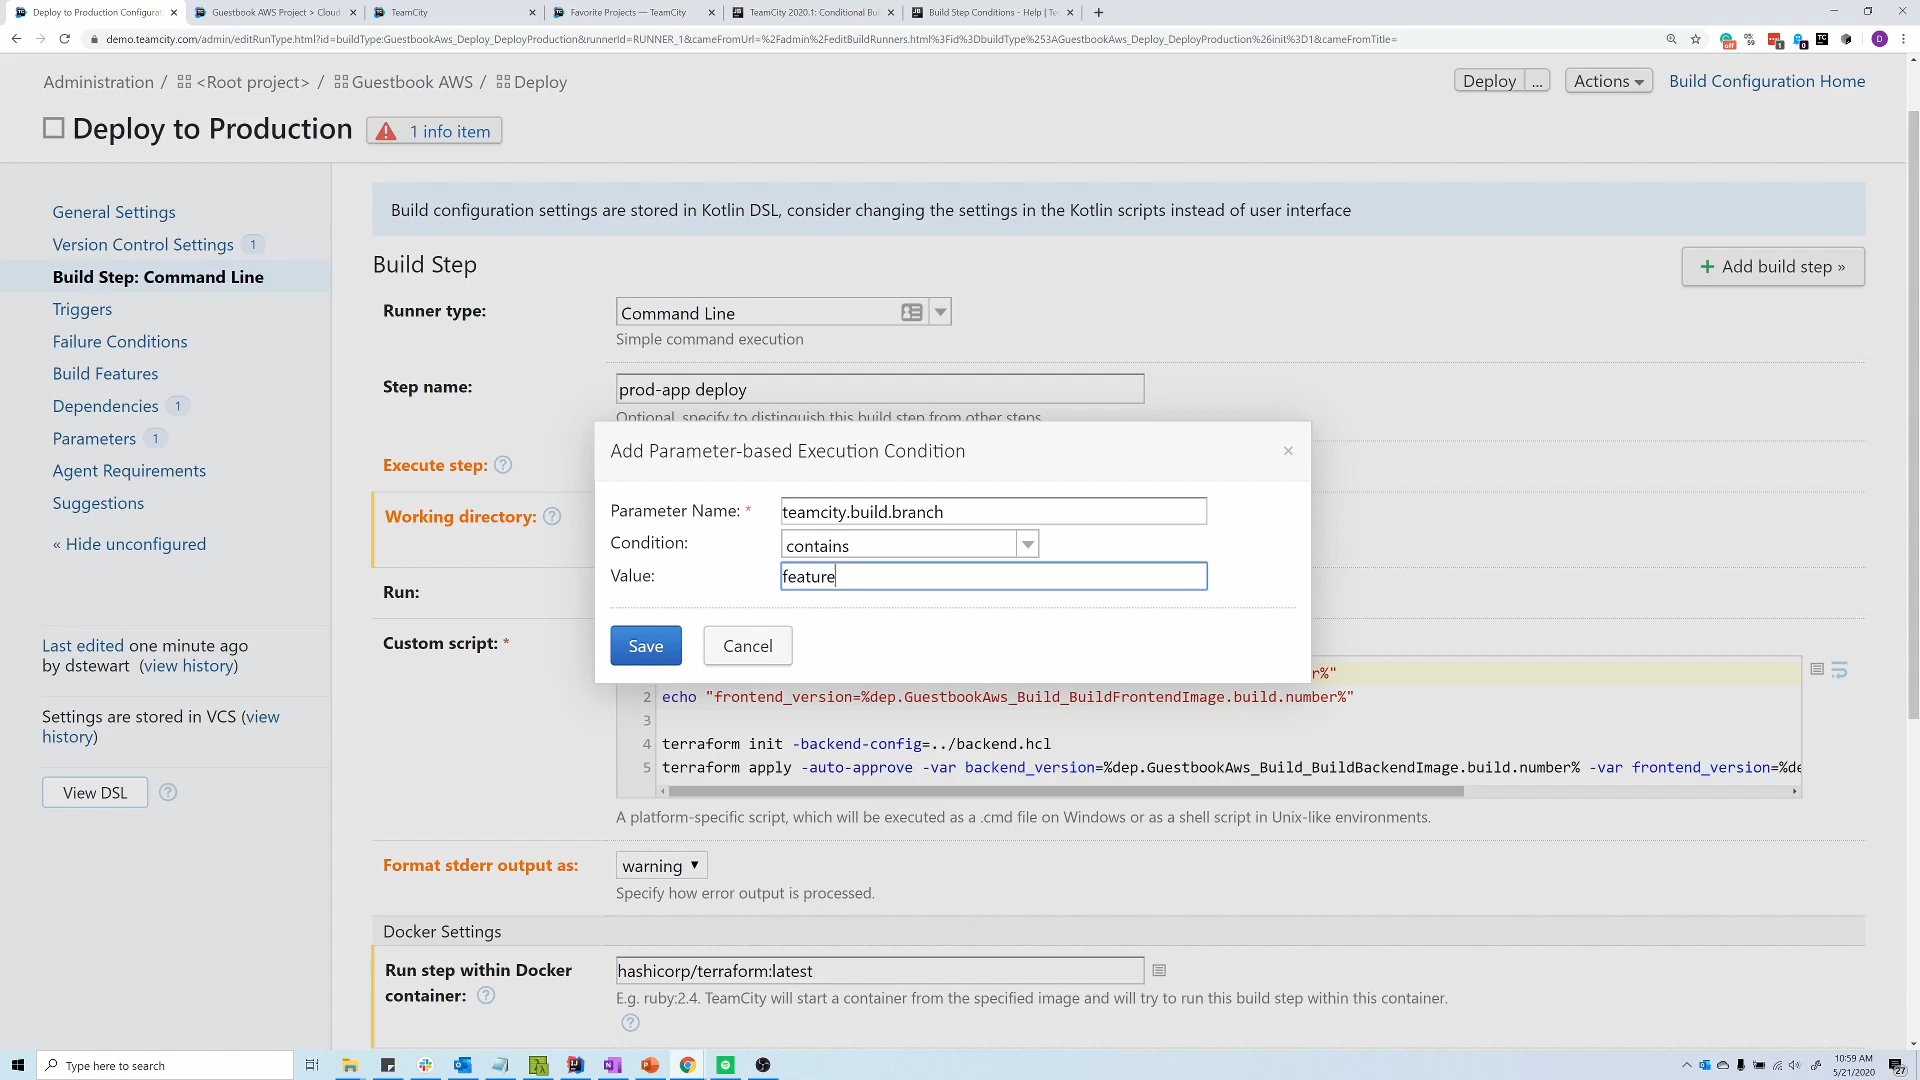 Deploy to Production Configurat
Guestbook AWS Project > Cloud
TeamCity
Favorite Projects — TeamCity
TeamCity 2020.1: Conditional Bui
Build Step Conditions - Help | Te
demo.teamcity.com/admin/editRunType.html?id=buildType:GuestbookAws_Deploy_DeployProduction&runnerId=RUNNER_1&cameFromUrl=%2Fadmin%2FeditBuildRunners.html%3Fid%3DbuildType%253AGuestbookAws_Deploy_DeployProduction%26init%3D1&cameFromTitle=
Administration / <Root project> / Guestbook AWS / Deploy
Deploy ...
Actions
Build Configuration Home
Deploy to Production
1 info item
General Settings
Version Control Settings 1
Build Step: Command Line
Triggers
Failure Conditions
Build Features
Dependencies 1
Parameters 1
Agent Requirements
Suggestions
« Hide unconfigured
Last edited one minute ago
by dstewart (view history)
Settings are stored in VCS (view
history)
View DSL
Build configuration settings are stored in Kotlin DSL, consider changing the settings in the Kotlin scripts instead of user interface
Build Step
+ Add build step »
Runner type:
Command Line
Simple command execution
Step name:
prod-app deploy
Optional, specify to distinguish this build step from other steps.
Execute step:
Working directory:
Run:
Custom script: *
Add Parameter-based Execution Condition
Parameter Name: *
teamcity.build.branch
Condition:
contains
Value:
feature
Save
Cancel
r%"
2 echo "frontend_version=%dep.GuestbookAws_Build_BuildFrontendImage.build.number%"
3
4 terraform init -backend-config=../backend.hcl
5 terraform apply -auto-approve -var backend_version=%dep.GuestbookAws_Build_BuildBackendImage.build.number% -var frontend_version=%de
A platform-specific script, which will be executed as a .cmd file on Windows or as a shell script in Unix-like environments.
Format stderr output as:
warning
Specify how error output is processed.
Docker Settings
Run step within Docker
container:
hashicorp/terraform:latest
E.g. ruby:2.4. TeamCity will start a container from the specified image and will try to run this build step within this container.
Type here to search
10:59 AM
5/21/2020
27